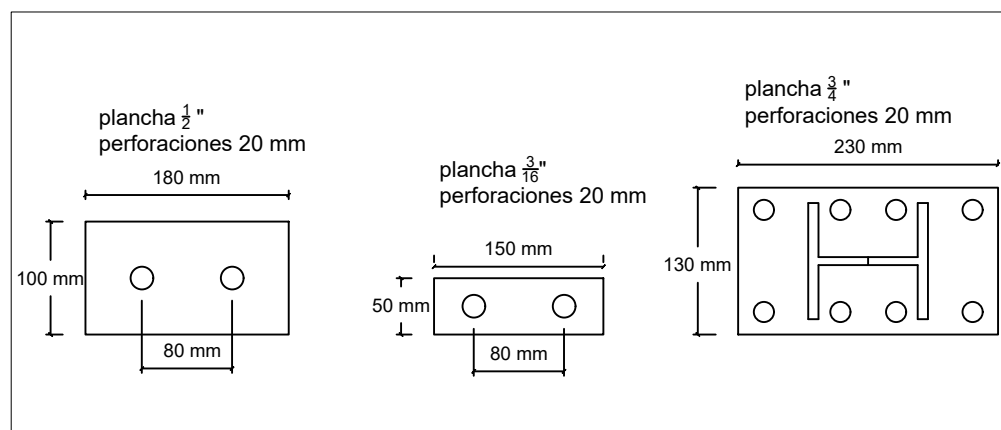 plancha 1/2 "
perforaciones 20 mm
180 mm
100 mm
80 mm
plancha 3/16"
perforaciones 20 mm
150 mm
50 mm
80 mm
plancha 3/4 "
perforaciones 20 mm
230 mm
130 mm